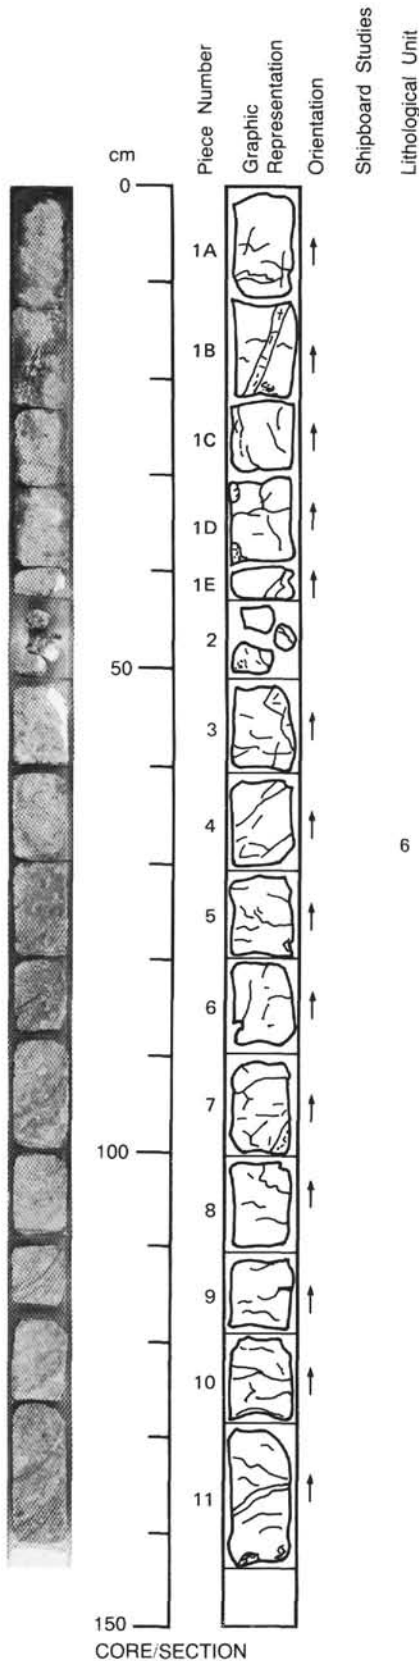 cm
Piece Number
Graphic
Representation
Orientation
Shipboard Studies
Lithological Unit
0
1A
1B
1C
1D
1E
2
50
3
4
6
5
6
7
100
8
9
10
11
150
CORE/SECTION